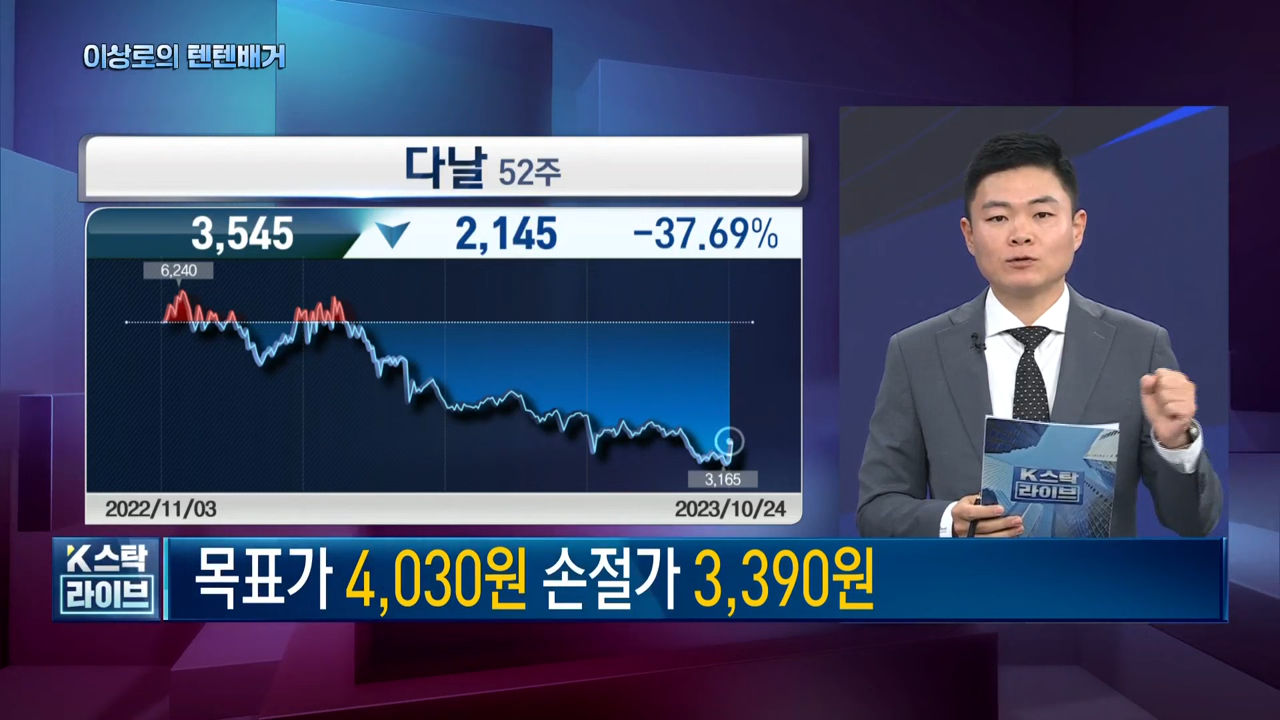 이상로의 텐텐배거
다날 52주
3,545 2,145 -37.69%
6,240
3,165
2022/11/03 2023/10/24
K스탁
라이브
K스탁
라이브
목표가 4,030원 손절가 3,390원